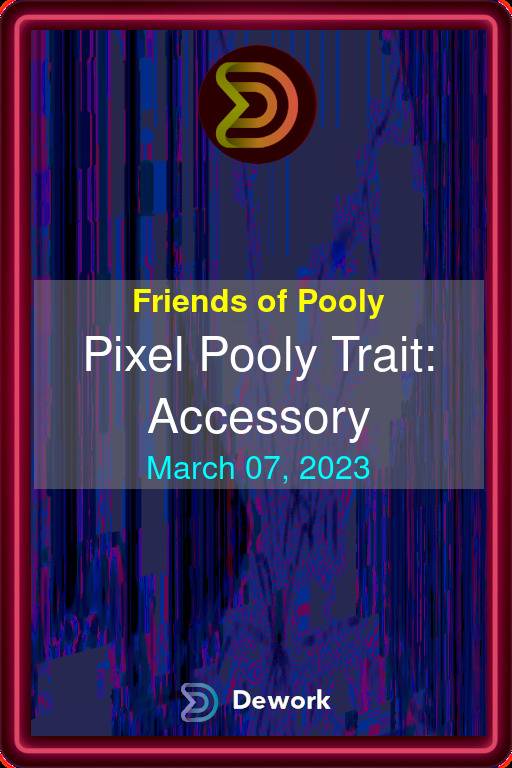 Friends of Pooly
Pixel Pooly Trait:
Accessory
March 07, 2023
Dework